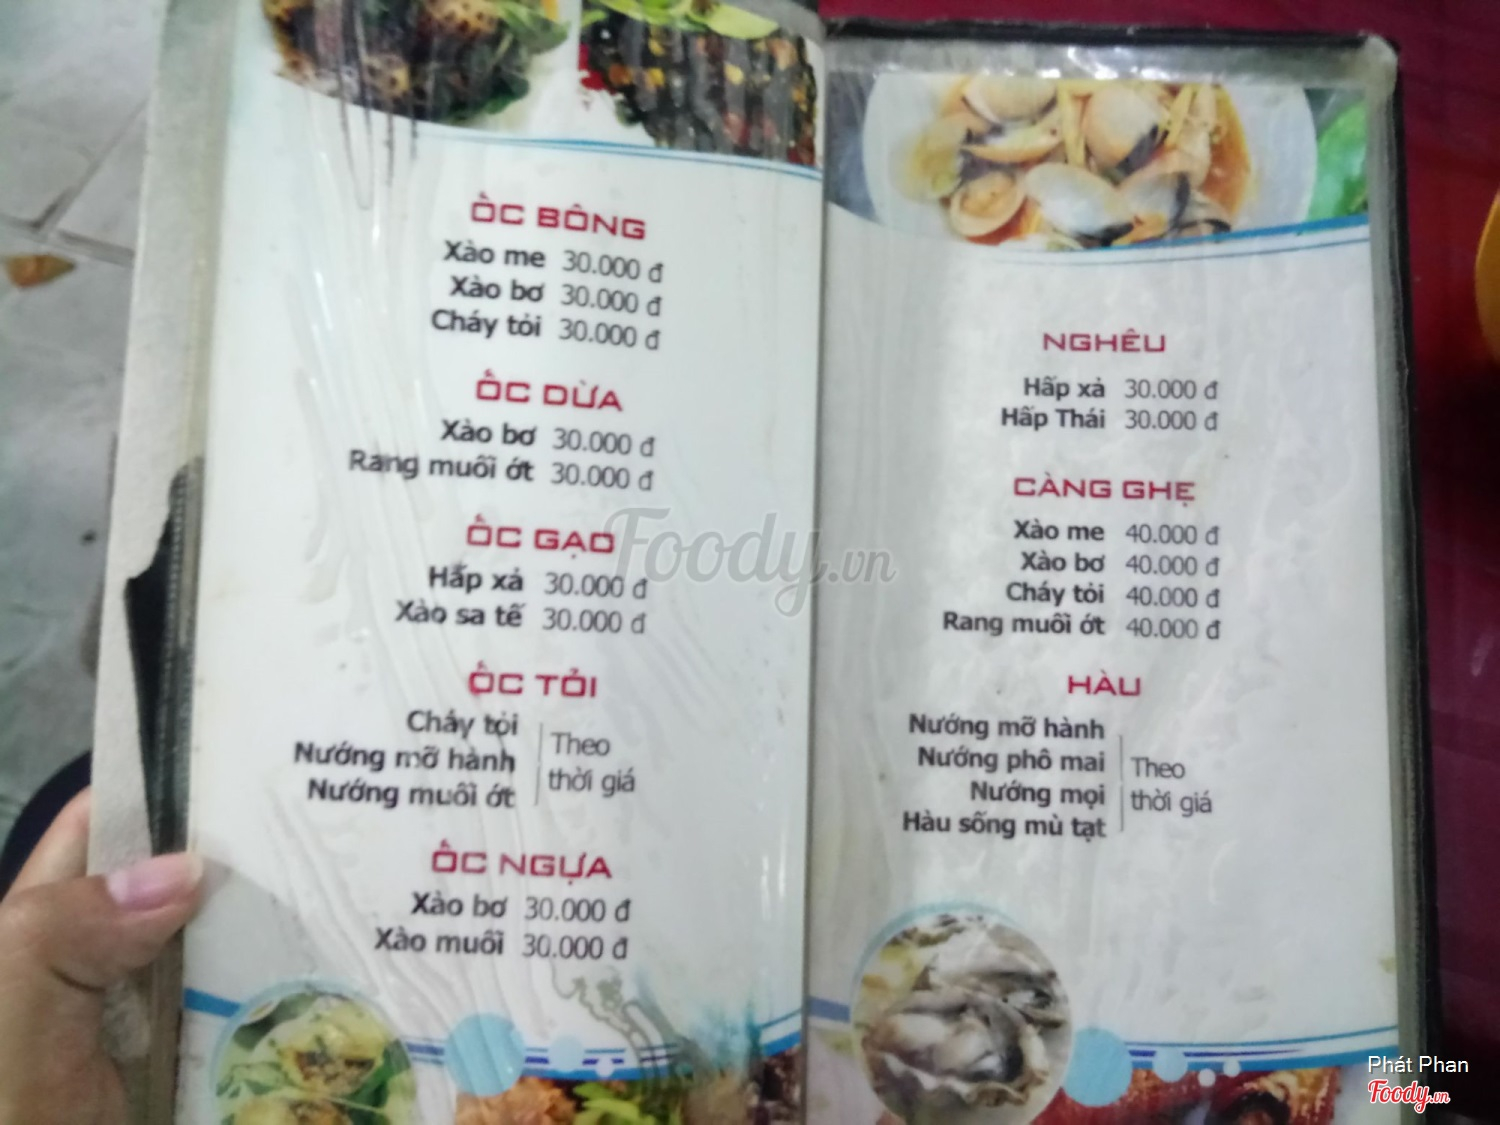 ỐC BÔNG
Xào me 30.000 đ
Xào bơ 30.000 đ
Cháy tỏi 30.000 đ
ỐC DỪA
Xào bơ 30.000 đ
Rang muối ớt 30.000 đ
ỐC GẠO
Hấp xả 30.000 đ
Xào sa tế 30.000 đ
ỐC TỎI
Cháy tỏi
Nướng mỡ hành
Nướng muối ớt
Theo
thời giá
ỐC NGỰA
Xào bơ 30.000 đ
Xào muối 30.000 đ
NGHÊU
Hấp xả 30.000 đ
Hấp Thái 30.000 đ
CÀNG GHẸ
Xào me 40.000 đ
Xào bơ 40.000 đ
Cháy tỏi 40.000 đ
Rang muối ớt 40.000 đ
HÀU
Nướng mỡ hành
Nướng phô mai
Nướng mọi
Hàu sống mù tạt
Theo
thời giá
Foody.vn
Phát Phan
Foody.vn